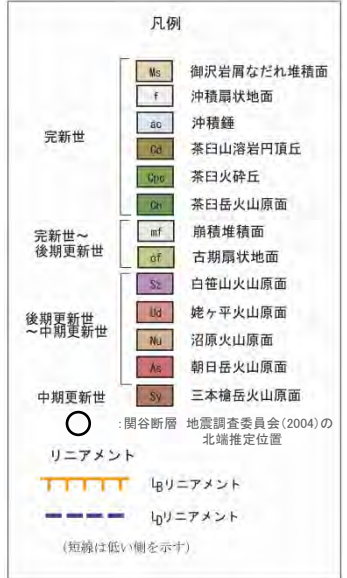 凡例
完新世
Ms 御沢岩屑なだれ堆積面
f 沖積扇状地面
ac 沖積錐
Cd 茶臼山溶岩円頂丘
Cpc 茶臼火砕丘
CH 茶臼岳火山原面
完新世～
後期更新世
mf 崩積堆積面
of 古期扇状地面
後期更新世
～中期更新世
Sz 白笹山火山原面
Ud 姥ヶ平火山原面
Nu 沼原火山原面
As 朝日岳火山原面
中期更新世
Sy 三本槍岳火山原面
:関谷断層 地震調査委員会(2004)の
北端推定位置
リニアメント
LBリニアメント
LDリニアメント
(短線は低い側を示す)